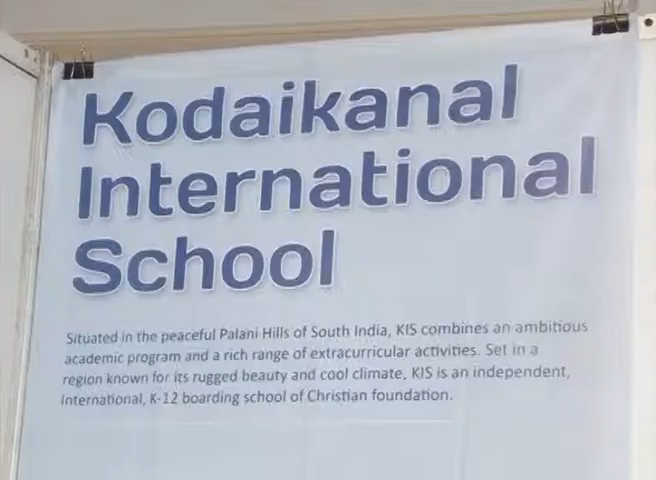 Kodaikanal
International
School
Situated in the peaceful Palani Hills of South India, KIS combines an ambitious
academic program and a rich range of extracurricular activities. Set in a
region known for its rugged beauty and cool climate, KIS is an independent,
International, K-12 boarding school of Christian foundation.